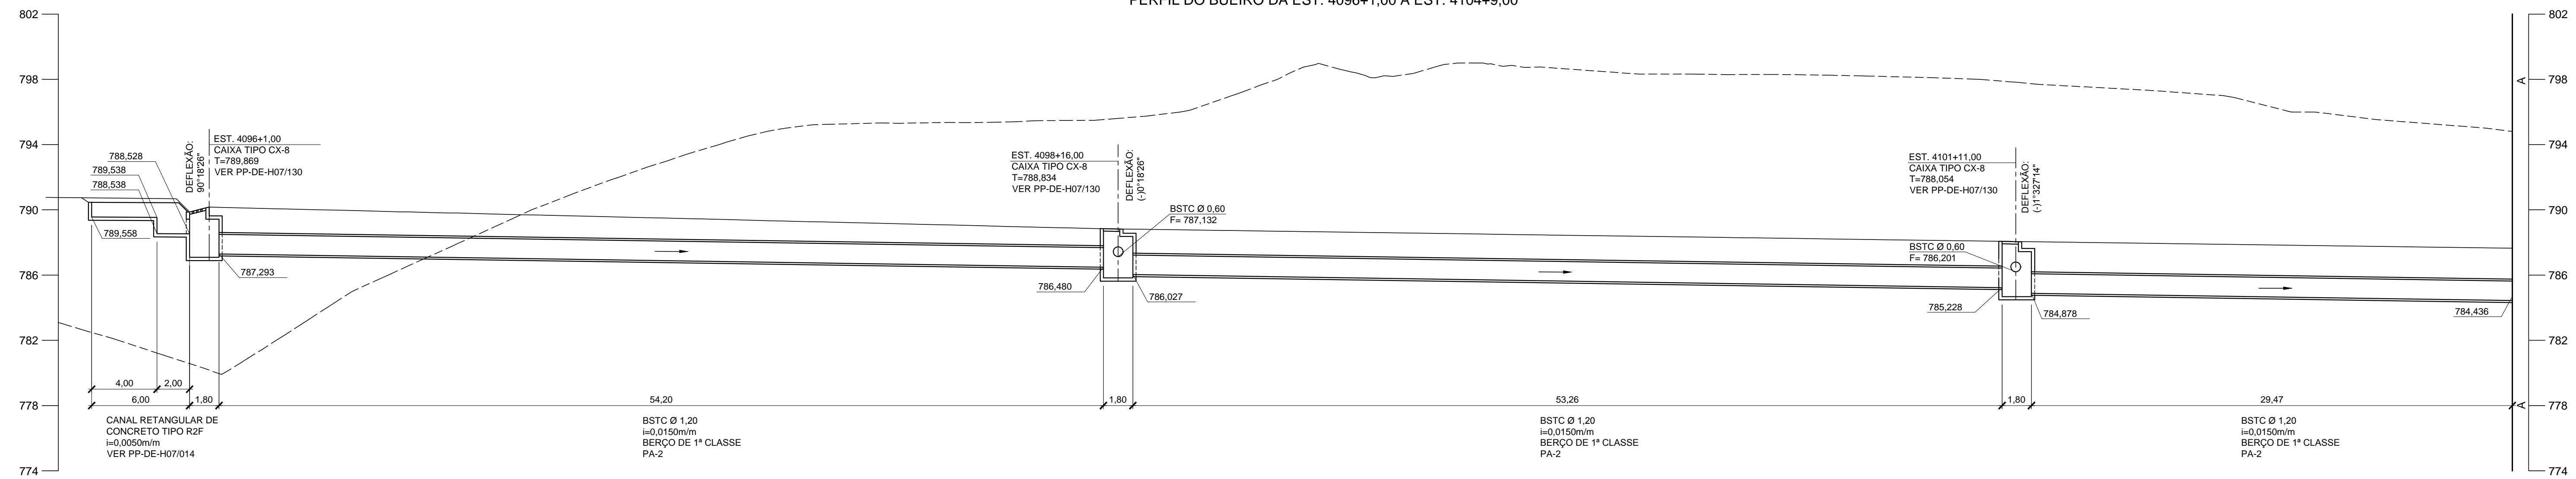 PERFIL DO BUEIRO DA EST. 4096+1,00 A EST. 4104+9,00
802
798
794
790
786
782
778
774
788,528
789,538
788,538
789,558
DEFLEXÃO:
90°18'26"
EST. 4096+1,00
CAIXA TIPO CX-8
T=789,869
VER PP-DE-H07/130
787,293
EST. 4098+16,00
CAIXA TIPO CX-8
T=788,834
VER PP-DE-H07/130
DEFLEXÃO:
(-)0°18'26"
BSTC Ø 0,60
F= 787,132
786,480
786,027
EST. 4101+11,00
CAIXA TIPO CX-8
T=788,054
VER PP-DE-H07/130
DEFLEXÃO:
(-)1°327'14"
BSTC Ø 0,60
F= 786,201
785,228
784,878
784,436
4,00
2,00
6,00
1,80
54,20
1,80
53,26
1,80
29,47
CANAL RETANGULAR DE
CONCRETO TIPO R2F
i=0,0050m/m
VER PP-DE-H07/014
BSTC Ø 1,20
i=0,0150m/m
BERÇO DE 1ª CLASSE
PA-2
BSTC Ø 1,20
i=0,0150m/m
BERÇO DE 1ª CLASSE
PA-2
BSTC Ø 1,20
i=0,0150m/m
BERÇO DE 1ª CLASSE
PA-2
A
A
802
798
794
790
786
782
778
774